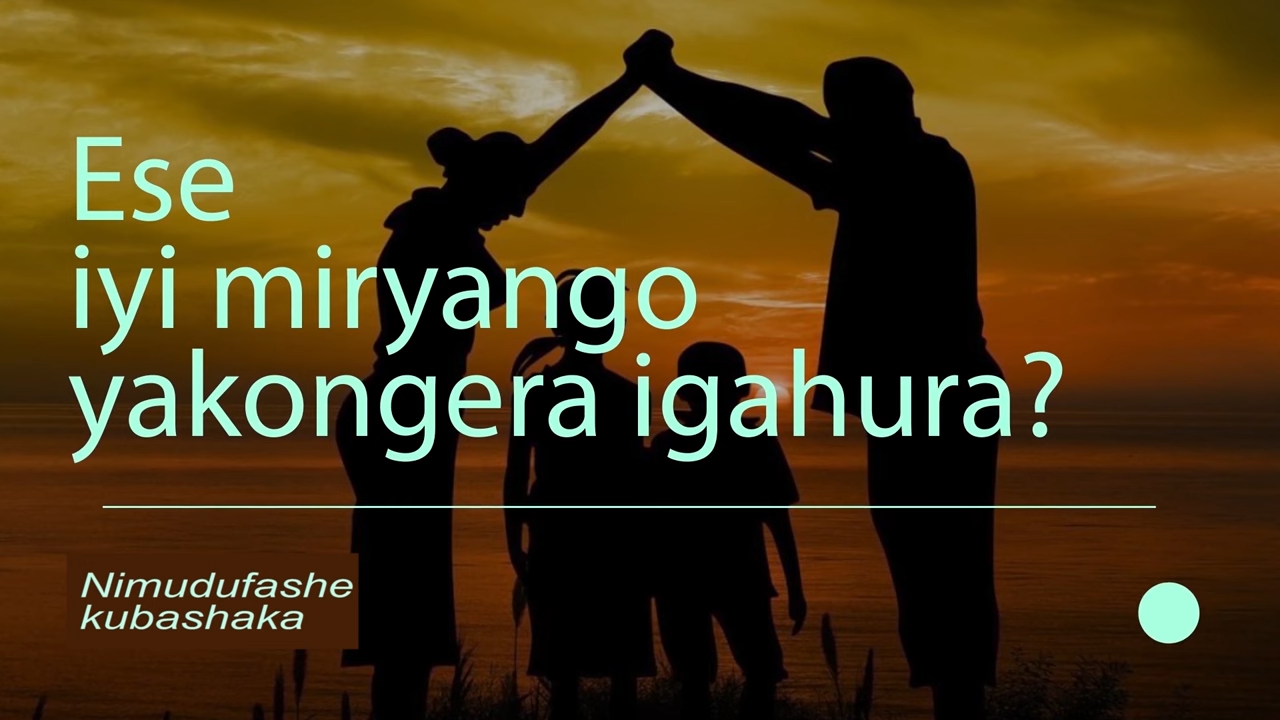 Ese
iyi miryango
yakongera igahura?
Nimudufashe
kubashaka